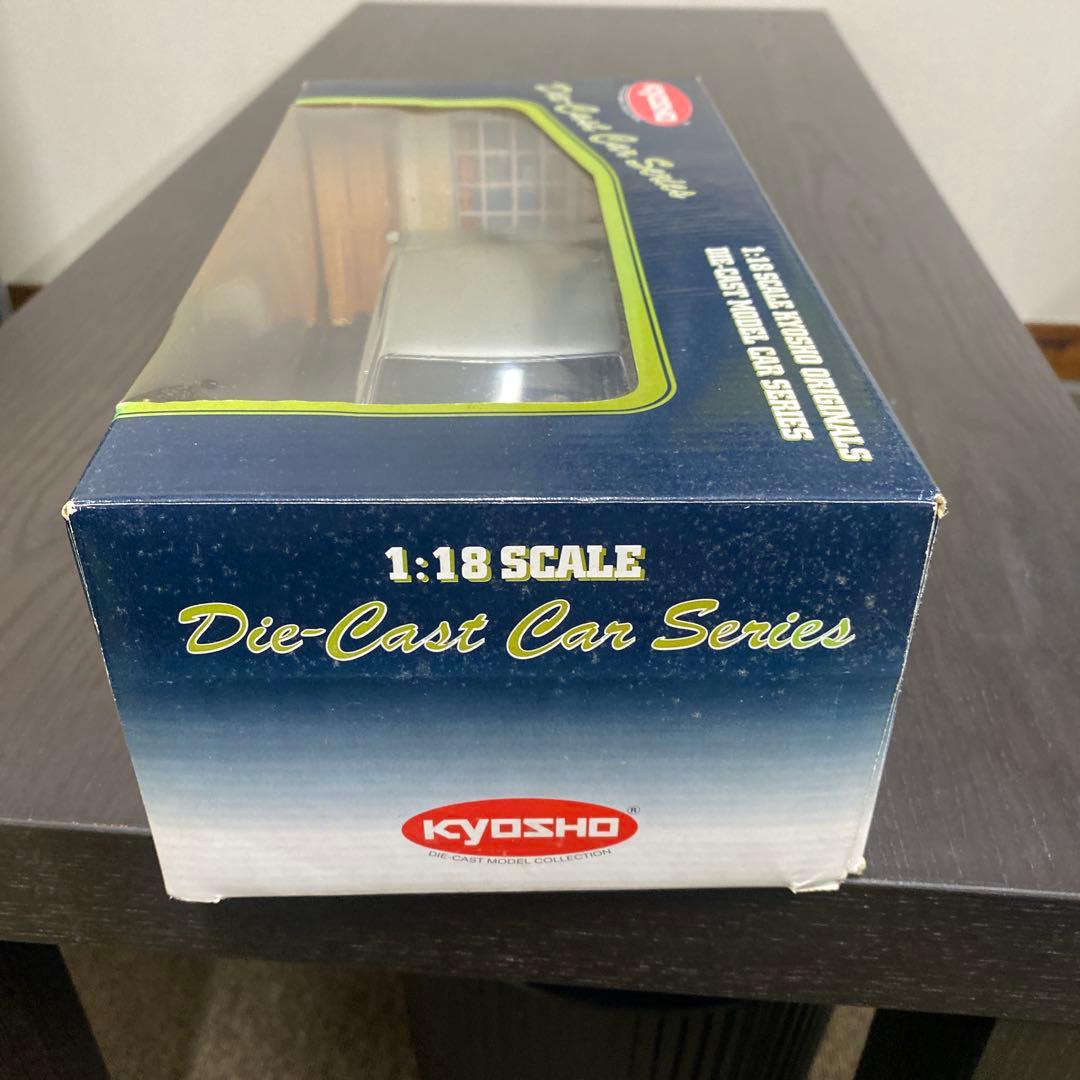 KYOSHO
Die-Cast Car Series
1:18 SCALE KYOSHO ORIGINALS
DIE-CAST MODEL CAR SERIES
1:18 SCALE
Die-Cast Car Series
KYOSHO®
DIE-CAST MODEL COLLECTION